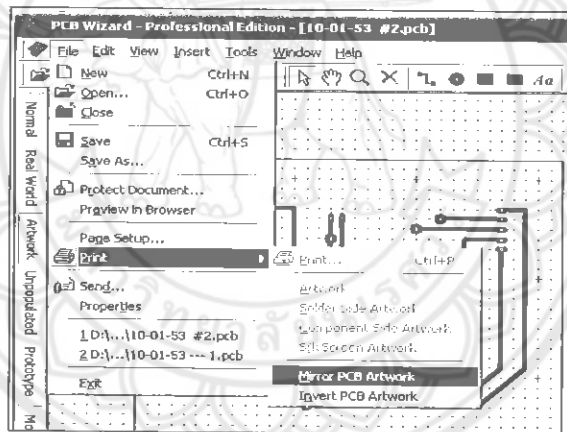 PCB Wizard - Professional Edition - [10-01-53 #2.pcb]
File Edit View Insert Tools Window Help
New Ctrl+N
Open... Ctrl+O
Close
Save Ctrl+S
Save As...
Protect Document...
Preview In Browser
Page Setup...
Print
Send...
Properties
1 D:\...\10-01-53 #2.pcb
2 D:\...\10-01-53 --- 1.pcb
Exit
Print... Ctrl+P
Artwork
Solder Side Artwork
Component Side Artwork
Silk Screen Artwork
Mirror PCB Artwork
Invert PCB Artwork
Aa
Normal
Real World
Artwork
Unpopulated
Prototype